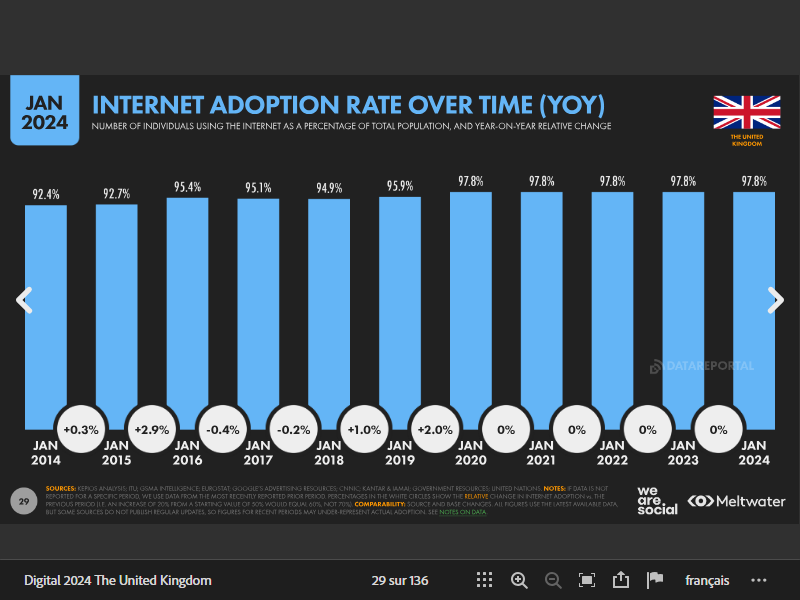 JAN
2024
INTERNET ADOPTION RATE OVER TIME (YOY)
NUMBER OF INDIVIDUALS USING THE INTERNET AS A PERCENTAGE OF TOTAL POPULATION, AND YEAR-ON-YEAR RELATIVE CHANGE
THE UNITED
KINGDOM
92.4% 92.7% 95.4% 95.1% 94.9% 95.9% 97.8% 97.8% 97.8% 97.8% 97.8%
DATAREPORTAL
+0.3% +2.9% -0.4% -0.2% +1.0% +2.0% 0% 0% 0% 0%
JAN JAN JAN JAN JAN JAN JAN JAN JAN JAN JAN
2014 2015 2016 2017 2018 2019 2020 2021 2022 2023 2024
29
SOURCES: KEPIOS ANALYSIS; ITU; GSMA INTELLIGENCE; EUROSTAT; GOOGLE'S ADVERTISING RESOURCES; CNNIC; KANTAR & IAMAI; GOVERNMENT RESOURCES; UNITED NATIONS. NOTES: IF DATA IS NOT
REPORTED FOR A SPECIFIC PERIOD, WE USE DATA FROM THE MOST RECENTLY REPORTED PRIOR PERIOD. PERCENTAGES IN THE WHITE CIRCLES SHOW THE RELATIVE CHANGE IN INTERNET ADOPTION vs. THE
PREVIOUS PERIOD (I.E. AN INCREASE OF 20% FROM A STARTING VALUE OF 50% WOULD EQUAL 60%, NOT 70%). COMPARABILITY: SOURCE AND BASE CHANGES. ALL FIGURES USE THE LATEST AVAILABLE DATA,
BUT SOME SOURCES DO NOT PUBLISH REGULAR UPDATES, SO FIGURES FOR RECENT PERIODS MAY UNDER-REPRESENT ACTUAL ADOPTION. SEE NOTES ON DATA.
we
are.
social
Meltwater
Digital 2024 The United Kingdom
29 sur 136
français